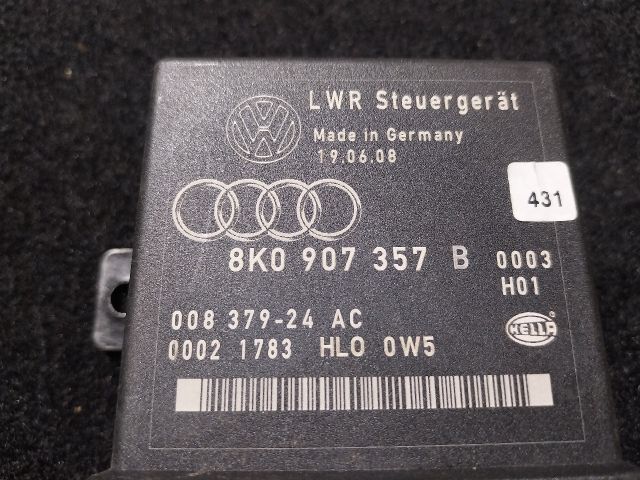 LWR Steuergerät
Made in Germany
19.06.08
431
8K0 907 357 B 0003
H01
008 379-24 AC
0002 1783 HLO 0W5
HELLA